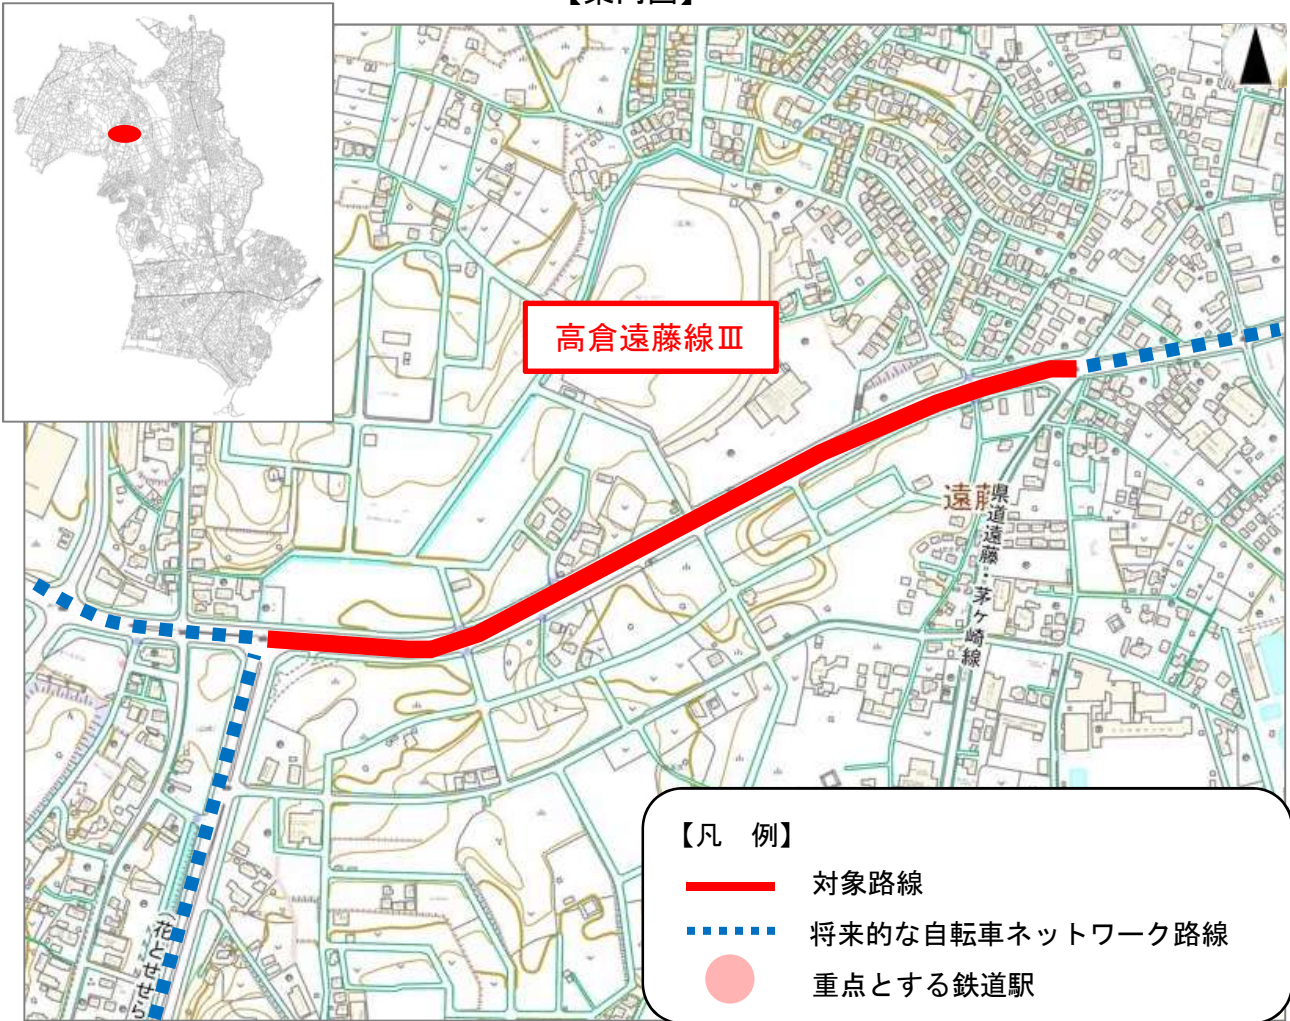 【案内図】
高倉遠藤線Ⅲ
遠藤
県道遠藤・茅ケ崎線
花とせせら
【凡　例】
対象路線
将来的な自転車ネットワーク路線
重点とする鉄道駅